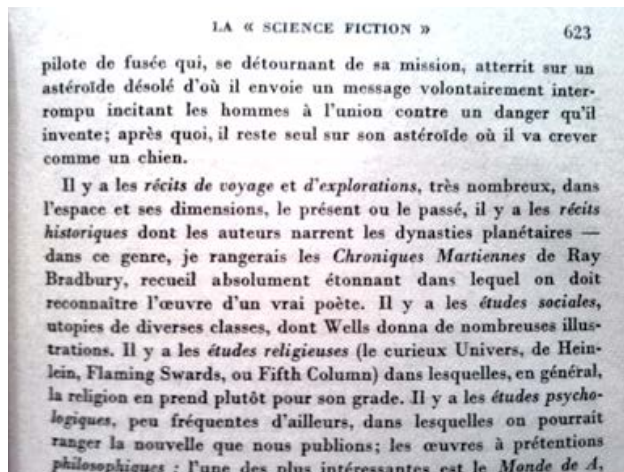 LA « SCIENCE FICTION » 623
pilote de fusée qui, se détournant de sa mission, atterrit sur un
astéroïde désolé d'où il envoie un message volontairement inter-
rompu incitant les hommes à l'union contre un danger qu'il
invente; après quoi, il reste seul sur son astéroïde où il va crever
comme un chien.
Il y a les récits de voyage et d'explorations, très nombreux, dans
l'espace et ses dimensions, le présent ou le passé, il y a les récits
historiques dont les auteurs narrent les dynasties planétaires —
dans ce genre, je rangerais les Chroniques Martiennes de Ray
Bradbury, recueil absolument étonnant dans lequel on doit
reconnaître l'œuvre d'un vrai poète. Il y a les études sociales,
utopies de diverses classes, dont Wells donna de nombreuses illus-
trations. Il y a les études religieuses (le curieux Univers, de Hein-
lein, Flaming Swards, ou Fifth Column) dans lesquelles, en général,
la religion en prend plutôt pour son grade. Il y a les études psycho-
logiques, peu fréquentes d'ailleurs, dans lesquelles on pourrait
ranger la nouvelle que nous publions; les œuvres à prétentions
philosophiques : l'une des plus intéressantes est le Monde de A,